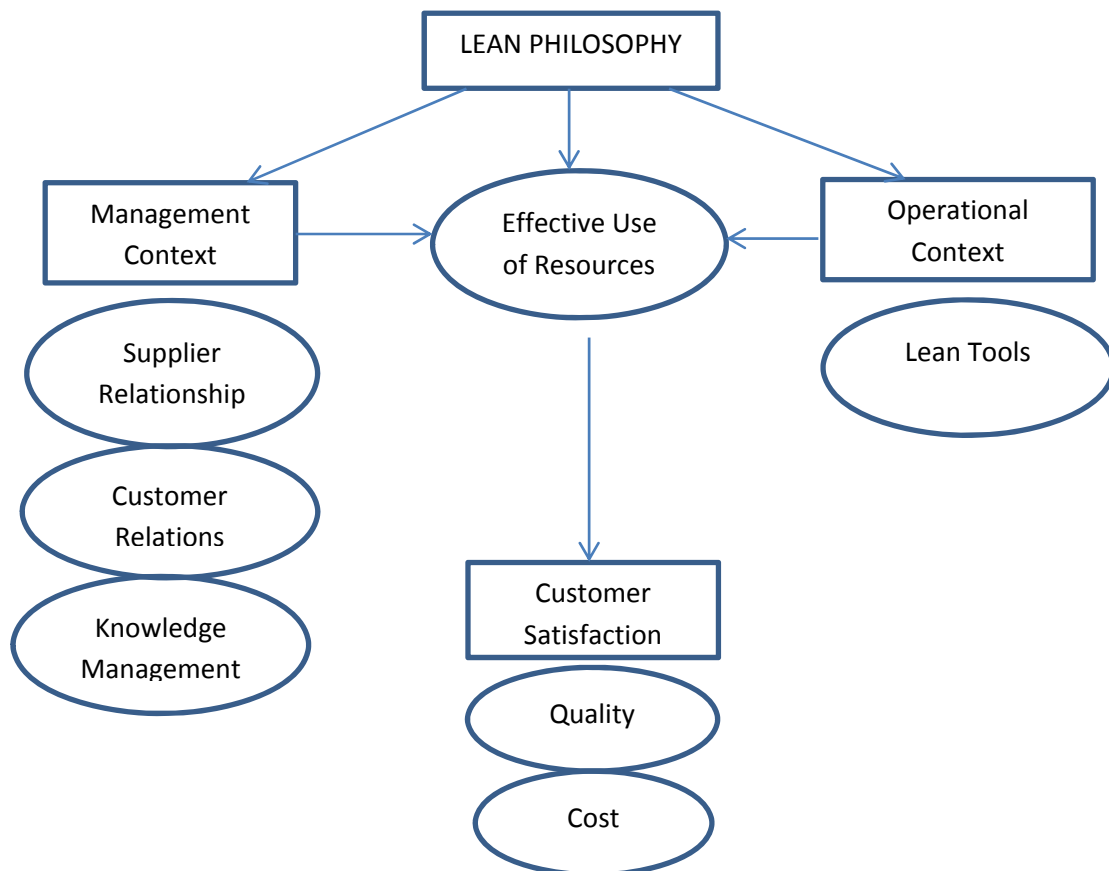 LEAN PHILOSOPHY
Management
Context
Effective Use
of Resources
Operational
Context
Supplier
Relationship
Lean Tools
Customer
Relations
Knowledge
Management
Customer
Satisfaction
Quality
Cost